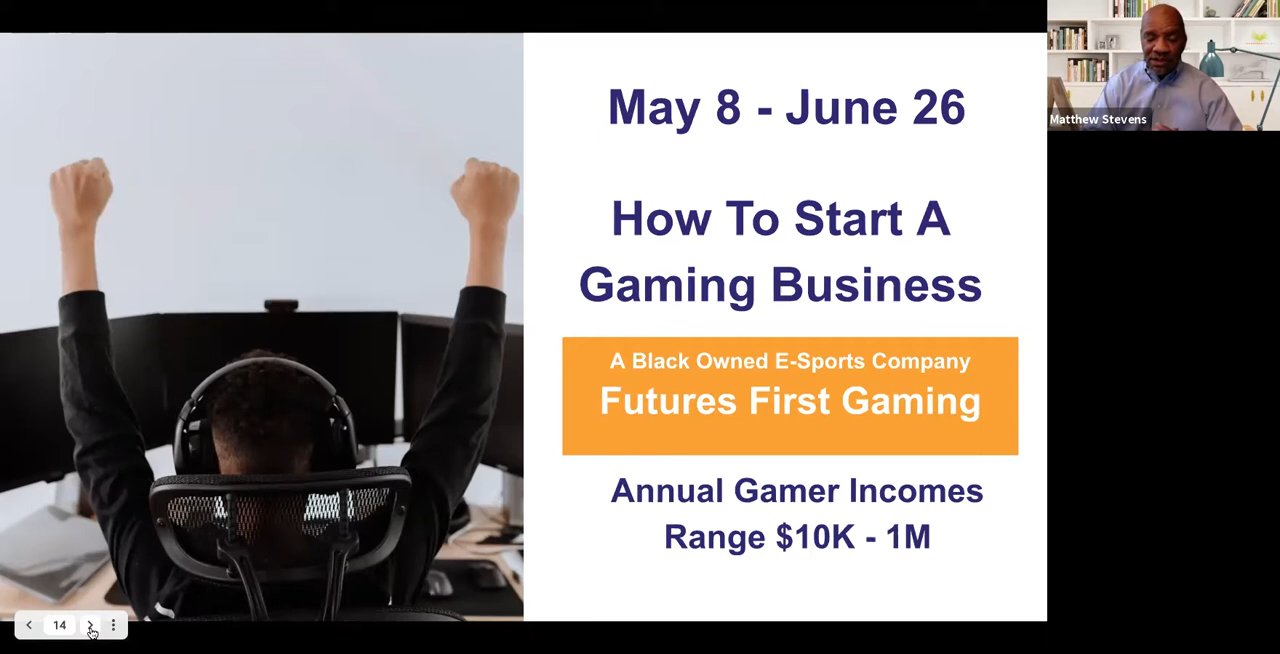 May 8 - June 26
How To Start A
Gaming Business
A Black Owned E-Sports Company
Futures First Gaming
Annual Gamer Incomes
Range $10K - 1M
Matthew Stevens
14